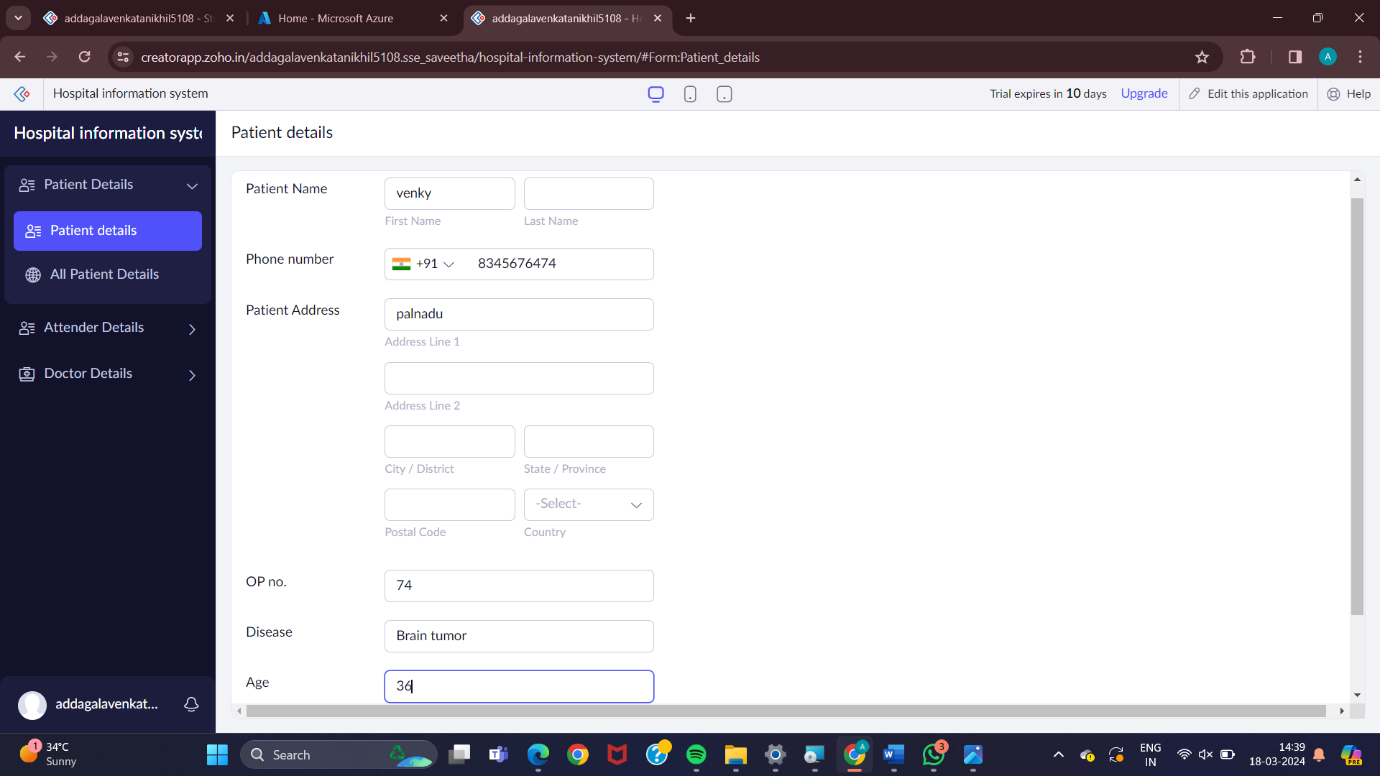 addagalavenkatanikhil5108 - St
Home - Microsoft Azure
addagalavenkatanikhil5108 - H
creatorapp.zoho.in/addagalavenkatanikhil5108.sse_saveetha/hospital-information-system/#Form:Patient_details
A
Hospital information system
Trial expires in 10 days
Upgrade
Edit this application
Help
Hospital information syste
Patient details
Patient Details
Patient details
All Patient Details
Attender Details
Doctor Details
Patient Name
venky
First Name
Last Name
Phone number
+91
8345676474
Patient Address
palnadu
Address Line 1
Address Line 2
City / District
State / Province
-Select-
Postal Code
Country
OP no.
74
Disease
Brain tumor
Age
36
addagalavenkat...
1
34°C
Sunny
Search
A
3
ENG
IN
14:39
18-03-2024
PRE